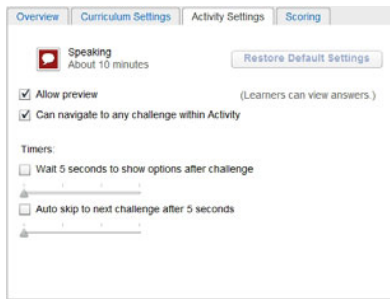 Overview Curriculum Settings Activity Settings Scoring
Speaking
About 10 minutes
Restore Default Settings
Allow preview (Learners can view answers.)
Can navigate to any challenge within Activity
Timers:
Wait 5 seconds to show options after challenge
Auto skip to next challenge after 5 seconds